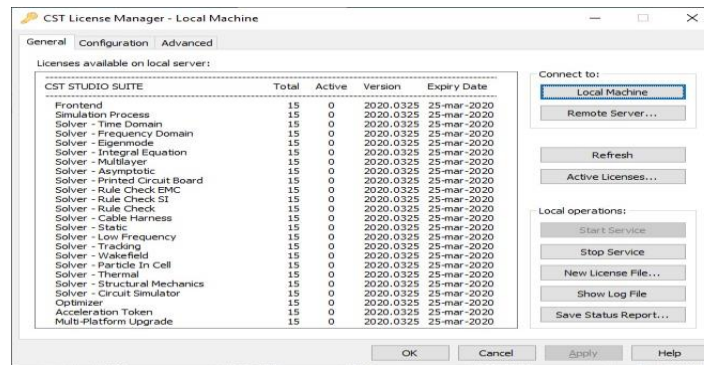 CST License Manager - Local Machine
General Configuration Advanced
Licenses available on local server:
CST STUDIO SUITE Total Active Version Expiry Date
Frontend 15 0 2020.0325 25-mar-2020
Simulation Process 15 0 2020.0325 25-mar-2020
Solver - Time Domain 15 0 2020.0325 25-mar-2020
Solver - Frequency Domain 15 0 2020.0325 25-mar-2020
Solver - Eigenmode 15 0 2020.0325 25-mar-2020
Solver - Integral Equation 15 0 2020.0325 25-mar-2020
Solver - Multilayer 15 0 2020.0325 25-mar-2020
Solver - Asymptotic 15 0 2020.0325 25-mar-2020
Solver - Printed Circuit Board 15 0 2020.0325 25-mar-2020
Solver - Rule Check EMC 15 0 2020.0325 25-mar-2020
Solver - Rule Check SI 15 0 2020.0325 25-mar-2020
Solver - Rule Check 15 0 2020.0325 25-mar-2020
Solver - Cable Harness 15 0 2020.0325 25-mar-2020
Solver - Static 15 0 2020.0325 25-mar-2020
Solver - Low Frequency 15 0 2020.0325 25-mar-2020
Solver - Tracking 15 0 2020.0325 25-mar-2020
Solver - Wakefield 15 0 2020.0325 25-mar-2020
Solver - Particle In Cell 15 0 2020.0325 25-mar-2020
Solver - Thermal 15 0 2020.0325 25-mar-2020
Solver - Structural Mechanics 15 0 2020.0325 25-mar-2020
Solver - Circuit Simulator 15 0 2020.0325 25-mar-2020
Optimizer 15 0 2020.0325 25-mar-2020
Acceleration Token 15 0 2020.0325 25-mar-2020
Multi-Platform Upgrade 15 0 2020.0325 25-mar-2020
Connect to:
Local Machine
Remote Server...
Refresh
Active Licenses...
Local operations:
Start Service
Stop Service
New License File...
Show Log File
Save Status Report...
OK Cancel Apply Help